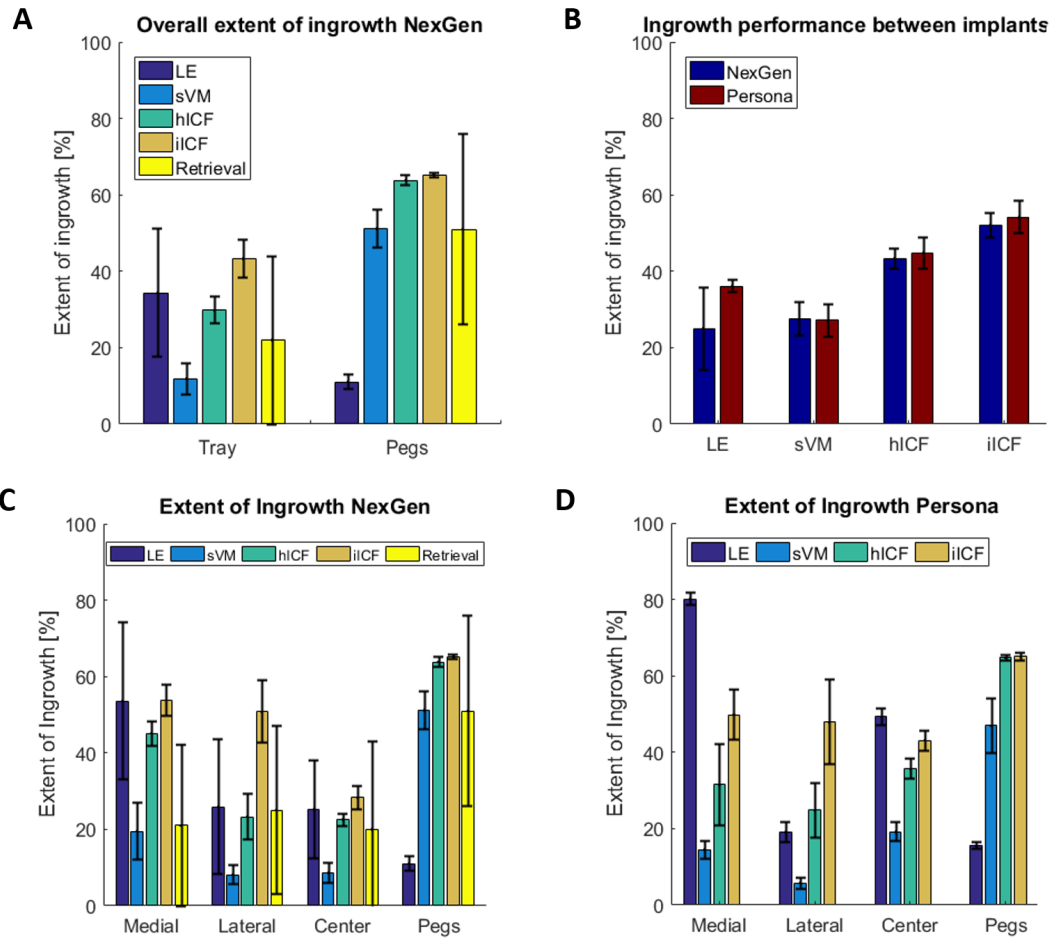 A
Overall extent of ingrowth NexGen
100
80
60
40
20
0
Extent of ingrowth [%]
LE
sVM
hICF
iICF
Retrieval
Tray
Pegs
B
Ingrowth performance between implants
100
80
60
40
20
0
Extent of ingrowth [%]
NexGen
Persona
LE
sVM
hICF
iICF
C
Extent of Ingrowth NexGen
100
80
60
40
20
0
Extent of Ingrowth [%]
LE sVM hICF iICF Retrieval
Medial Lateral Center Pegs
D
Extent of Ingrowth Persona
100
80
60
40
20
0
Extent of Ingrowth [%]
LE sVM hICF iICF
Medial Lateral Center Pegs